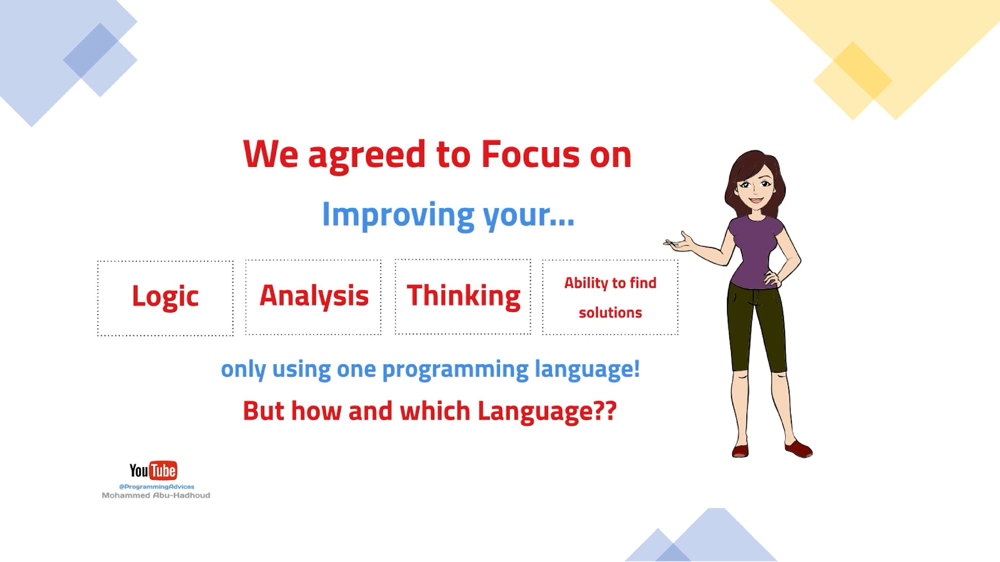 We agreed to Focus on
Improving your...
Logic
Analysis
Thinking
Ability to find
solutions
only using one programming language!
But how and which Language??
YouTube
@ProgrammingAdvices
Mohammed Abu-Hadhoud